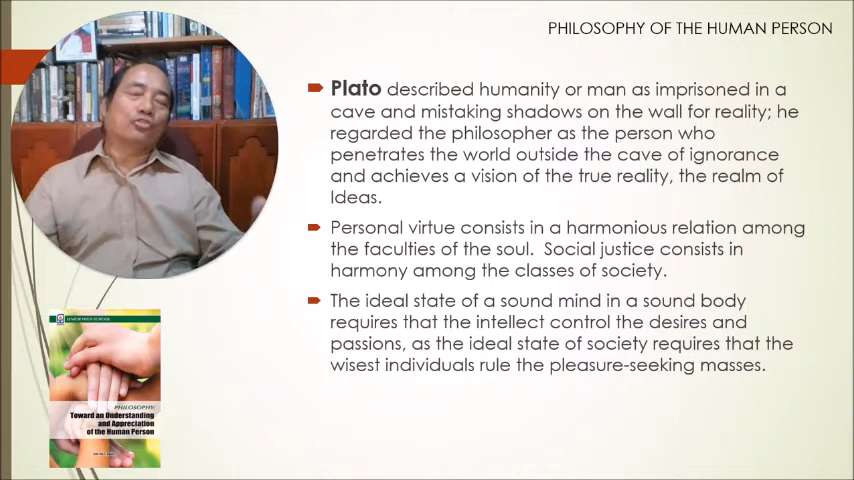 PHILOSOPHY OF THE HUMAN PERSON
Plato described humanity or man as imprisoned in a
cave and mistaking shadows on the wall for reality; he
regarded the philosopher as the person who
penetrates the world outside the cave of ignorance
and achieves a vision of the true reality, the realm of
Ideas.
Personal virtue consists in a harmonious relation among
the faculties of the soul.  Social justice consists in
harmony among the classes of society.
The ideal state of a sound mind in a sound body
requires that the intellect control the desires and
passions, as the ideal state of society requires that the
wisest individuals rule the pleasure-seeking masses.
SENIOR HIGH SCHOOL
PHILOSOPHY:
Toward an Understanding
and Appreciation
of the Human Person